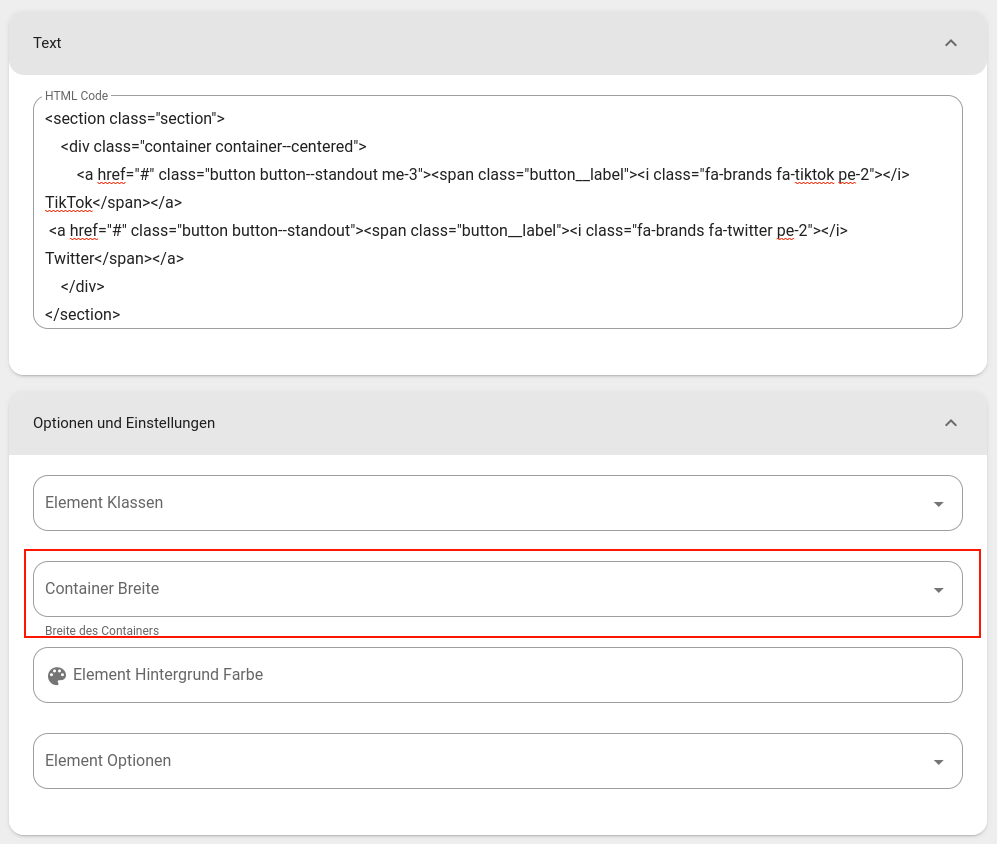 Text
HTML Code
<section class="section">
<div class="container container--centered">
<a href="#" class="button button--standout me-3"><span class="button__label"><i class="fa-brands fa-tiktok pe-2"></i>
TikTok</span></a>
<a href="#" class="button button--standout"><span class="button__label"><i class="fa-brands fa-twitter pe-2"></i>
Twitter</span></a>
</div>
</section>
Optionen und Einstellungen
Element Klassen
Container Breite
Breite des Containers
Element Hintergrund Farbe
Element Optionen